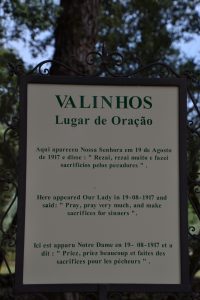 VALINHOS
Lugar de Oração
Aqui apareceu Nossa Senhora em 19 de Agosto
de 1917 e disse : " Rezai, rezai muito e fazei
sacrifícios pelos pecadores " .
Here appeared Our Lady in 19-08-1917 and
said: " Pray, pray very much, and make
sacrifices for sinners ".
Ici est apparu Notre Dame en 19- 08-1917 et a
dit : " Priez, priez beaucoup et faites des
sacrifices pour les pécheurs " .